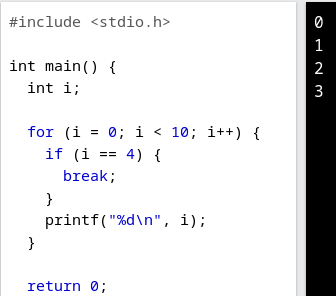 #include <stdio.h>
int main() {
  int i;
  for (i = 0; i < 10; i++) {
    if (i == 4) {
      break;
    }
    printf("%d\n", i);
  }
  return 0;
0
1
2
3